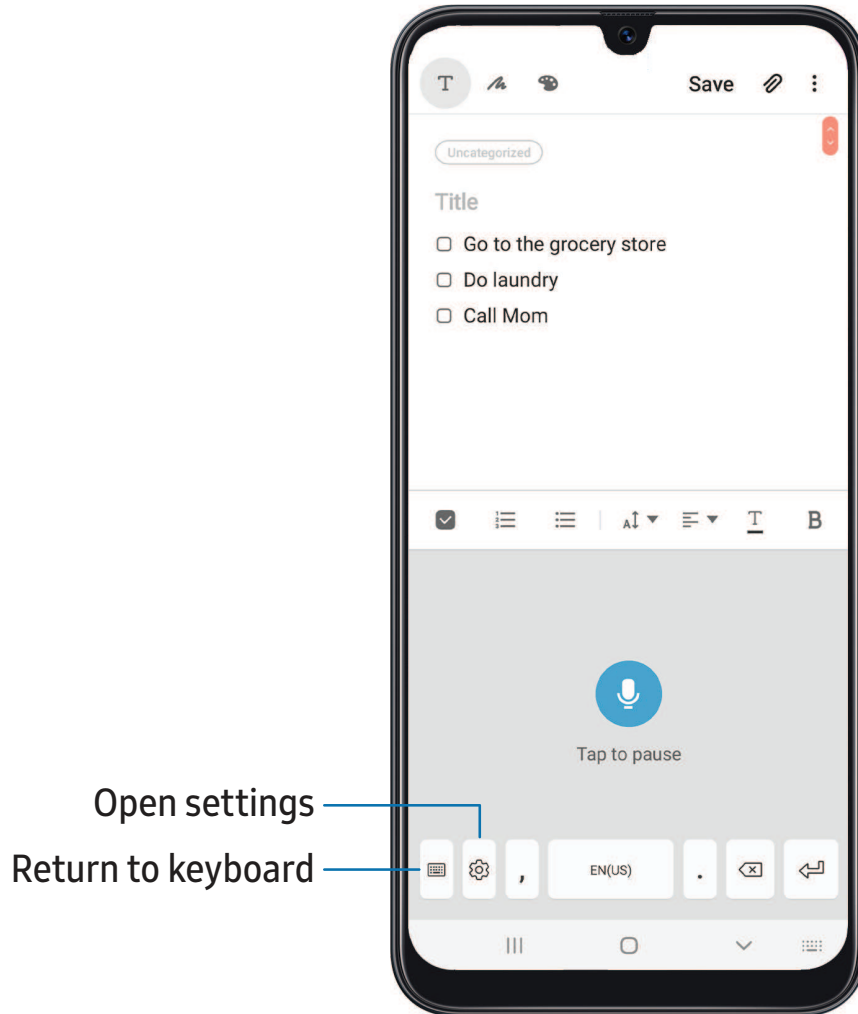 T Save
Uncategorized
Title
Go to the grocery store
Do laundry
Call Mom
A T B
Tap to pause
Open settings
Return to keyboard
, EN(US) .